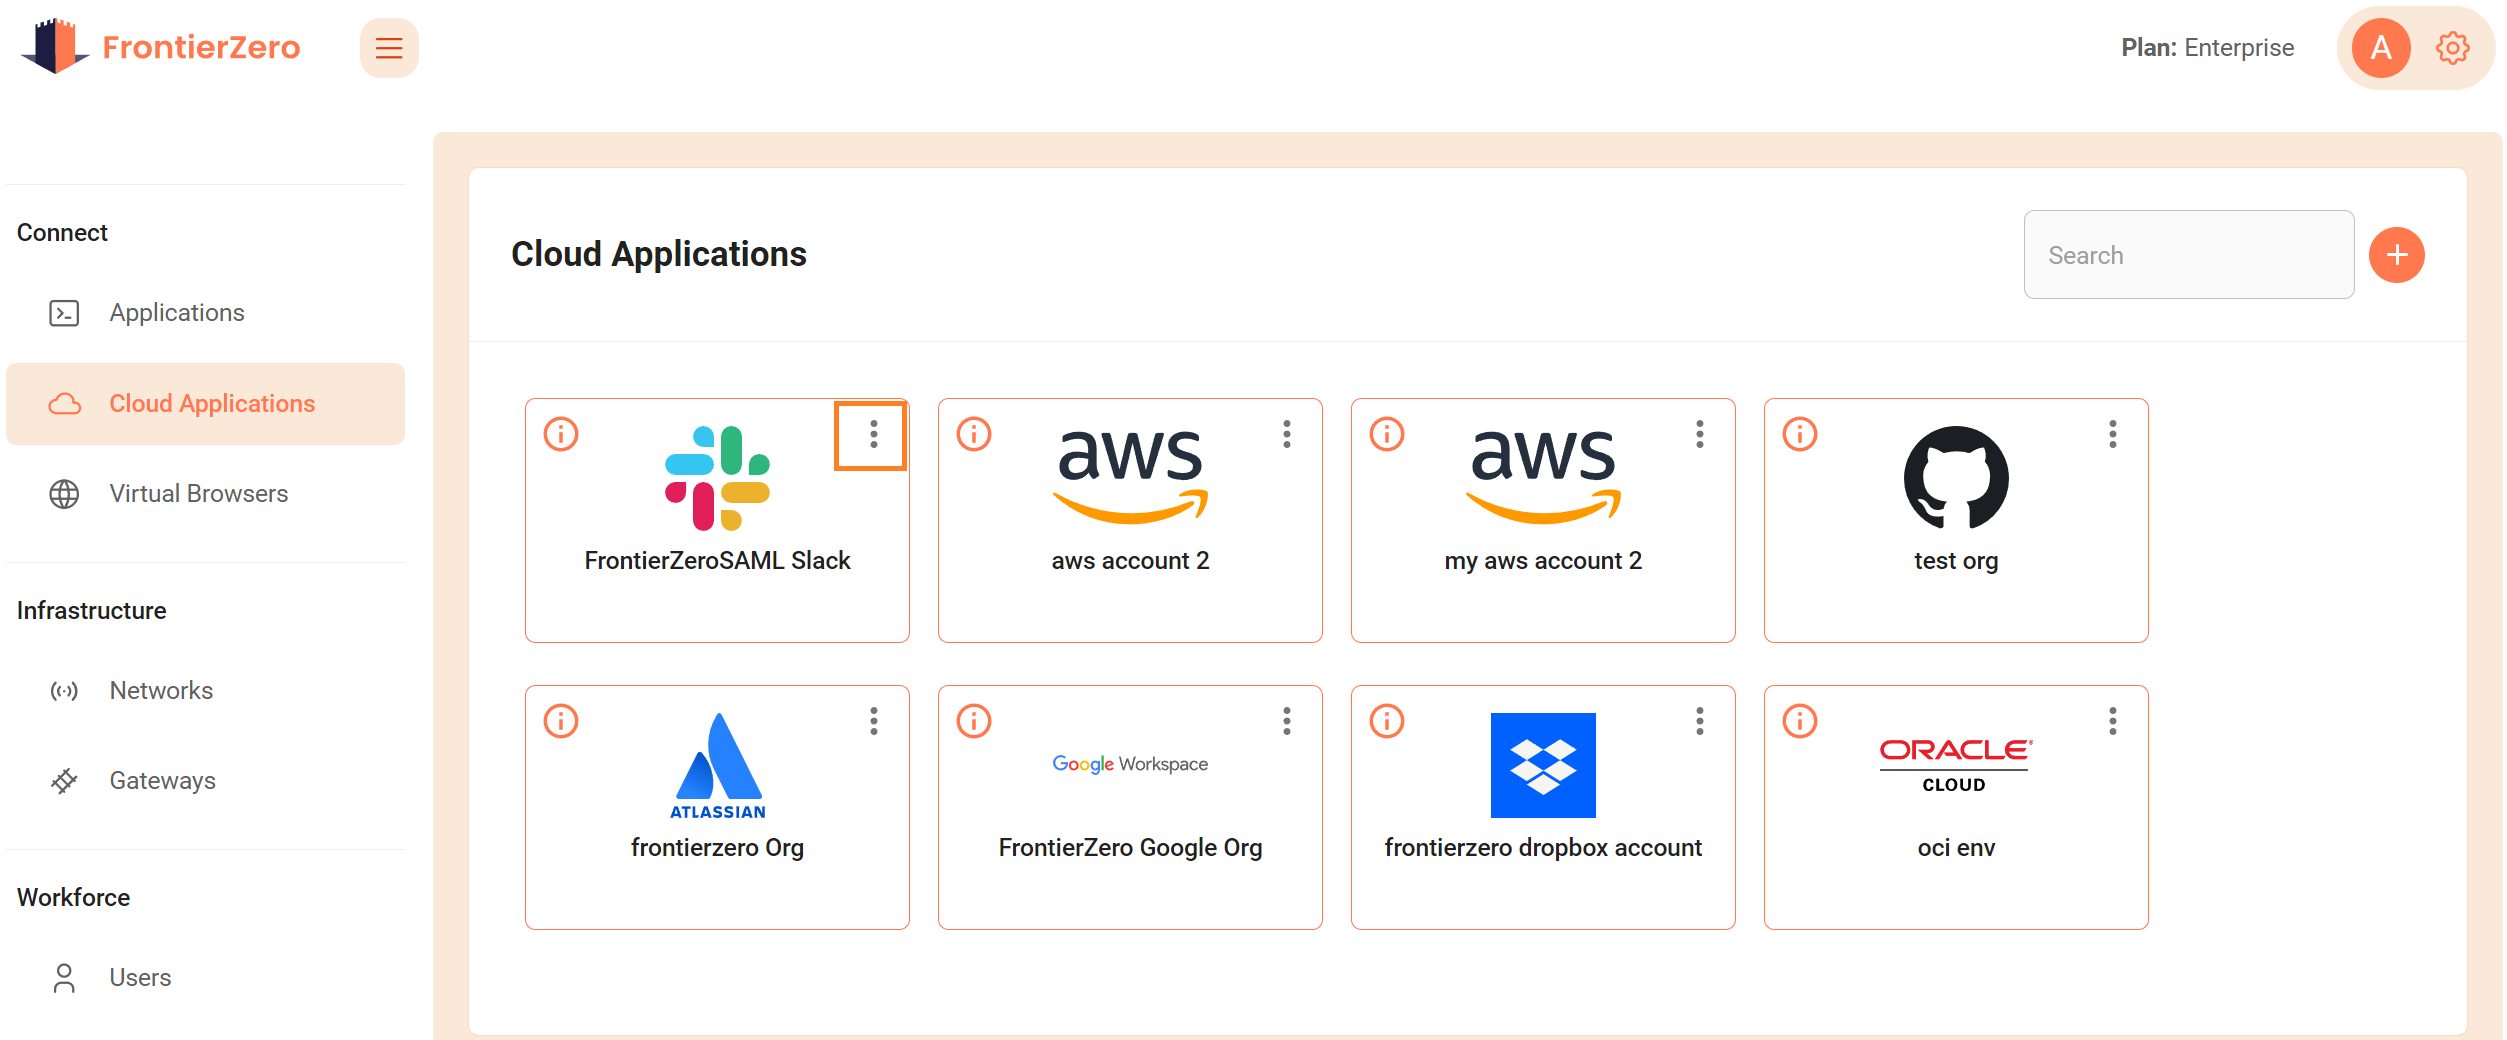 FrontierZero
Plan: Enterprise
A
Connect
Applications
Cloud Applications
Virtual Browsers
Infrastructure
Networks
Gateways
Workforce
Users
Cloud Applications
Search
aws
aws
FrontierZeroSAML Slack
aws account 2
my aws account 2
test org
ATLASSIAN
Google Workspace
ORACLE
CLOUD
frontierzero Org
FrontierZero Google Org
frontierzero dropbox account
oci env